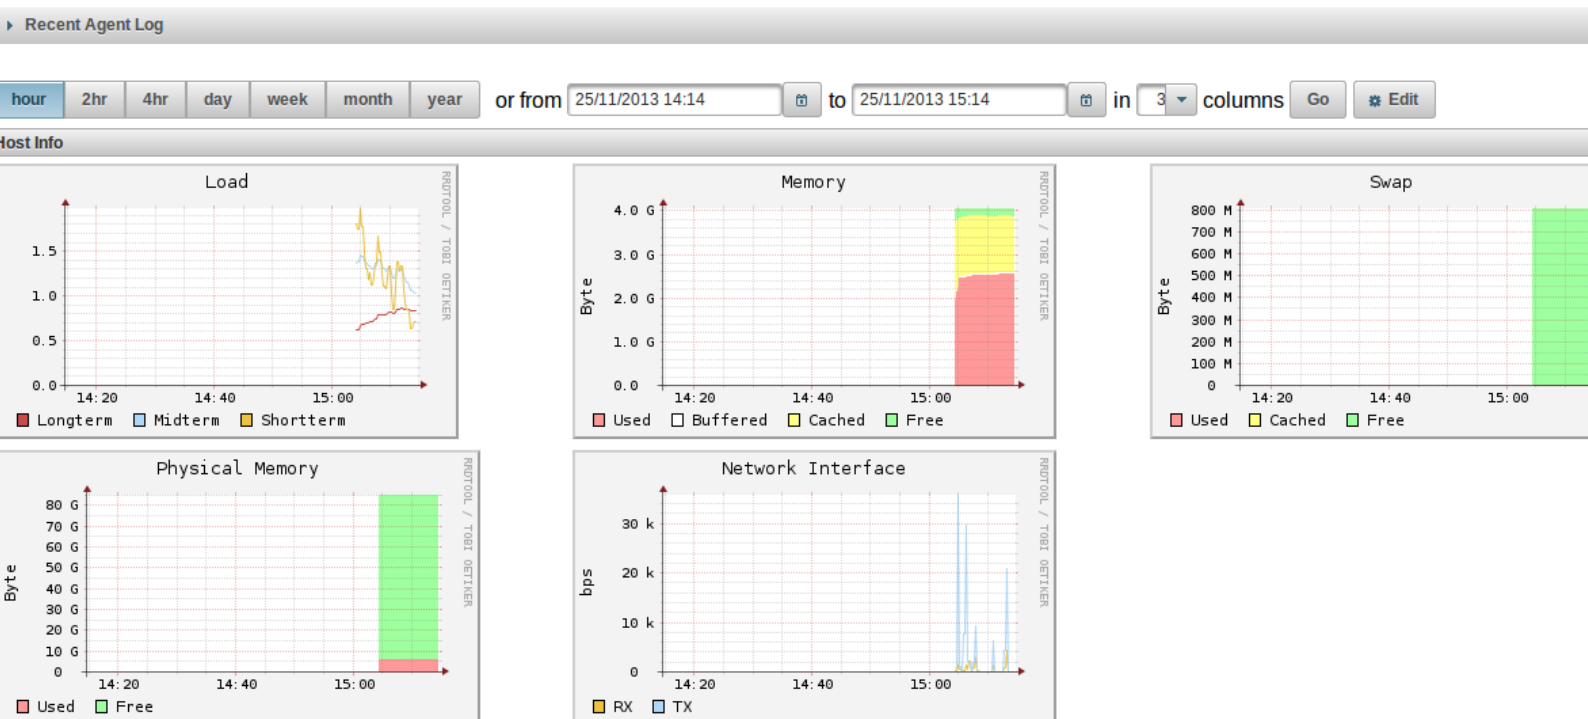 Recent Agent Log
hour 2hr 4hr day week month year or from 25/11/2013 14:14 to 25/11/2013 15:14 in 3 columns Go Edit
Host Info
Load
1.5
1.0
0.5
0.0
14:20 14:40 15:00
Longterm Midterm Shortterm
RRDTOOL / TOBI OETIKER
Memory
Byte
4.0 G
3.0 G
2.0 G
1.0 G
0.0
14:20 14:40 15:00
Used Buffered Cached Free
RRDTOOL / TOBI OETIKER
Swap
Byte
800 M
700 M
600 M
500 M
400 M
300 M
200 M
100 M
0
14:20 14:40 15:00
Used Cached Free
Physical Memory
Byte
80 G
70 G
60 G
50 G
40 G
30 G
20 G
10 G
0
14:20 14:40 15:00
Used Free
RRDTOOL / TOBI OETIKER
Network Interface
bps
30 k
20 k
10 k
0
14:20 14:40 15:00
RX TX
RRDTOOL / TOBI OETIKER